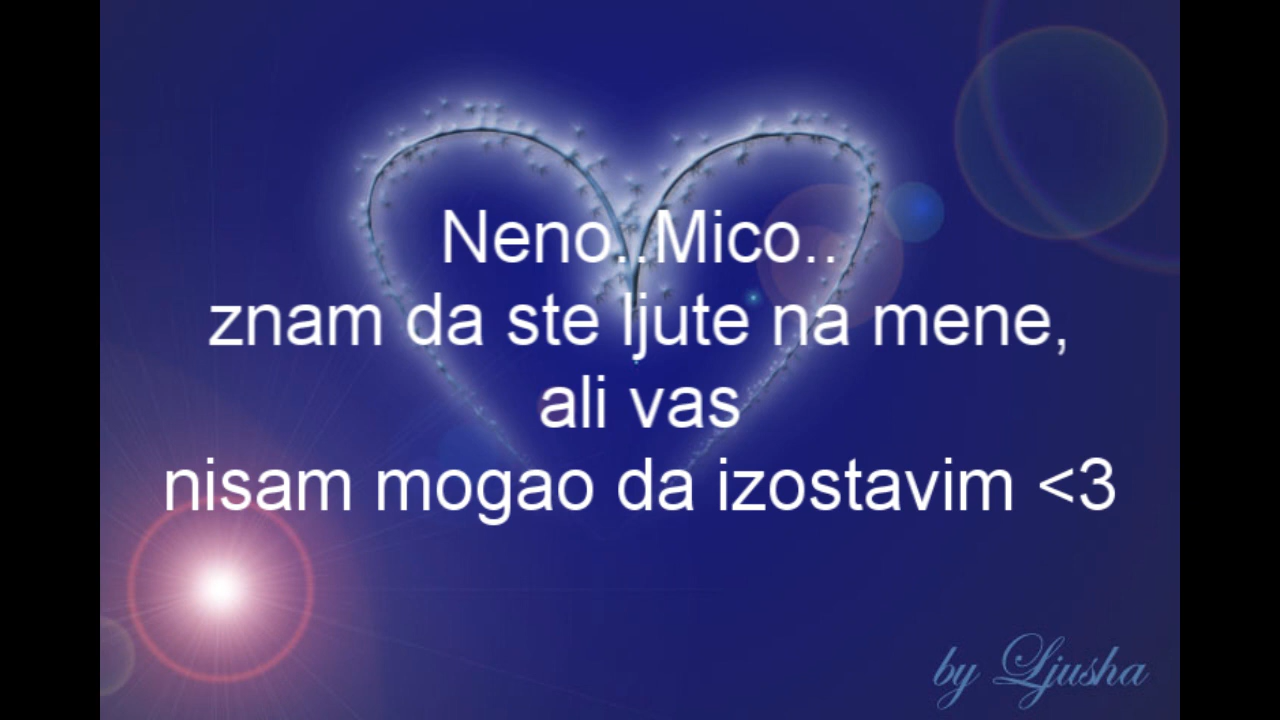 Neno..Mico..
znam da ste ljute na mene,
ali vas
nisam mogao da izostavim <3
by Ljusha